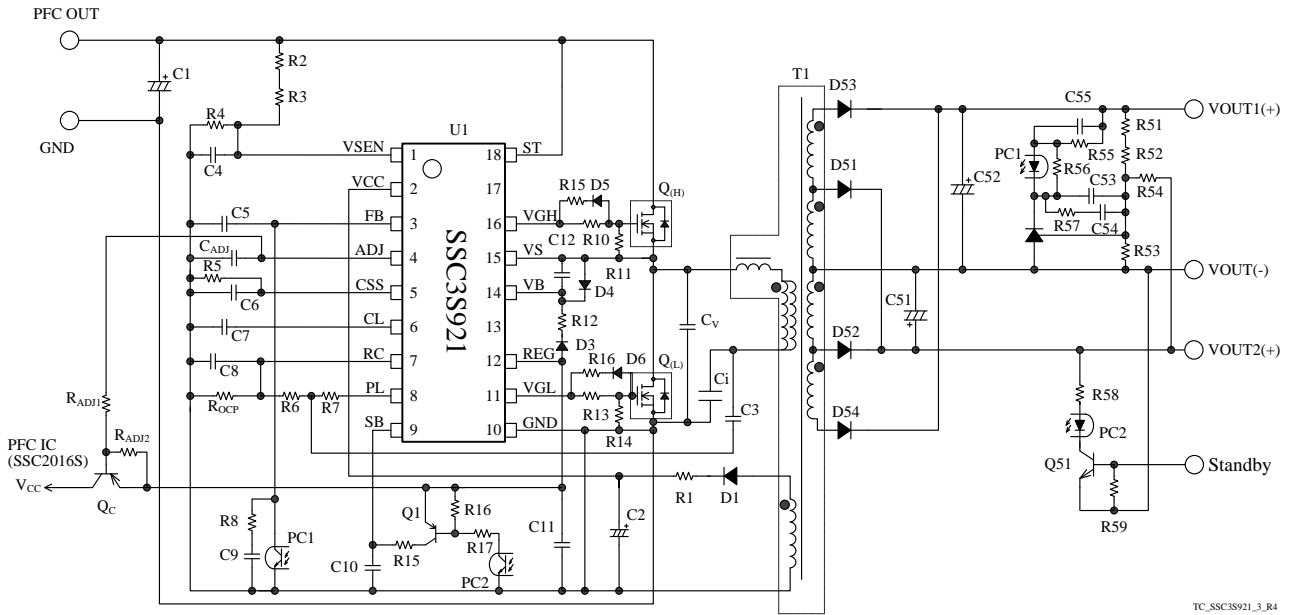 PFC OUT
GND
C1
R2
R3
R4
C4
U1
T1
D53
C55
VOUT1(+)
R51
R52
R54
R55
R56
PC1
C53
C52
R57
C54
R53
VSEN
1
18
ST
VCC
2
17
D51
FB
3
16
VGH
R15
D5
Q(H)
R10
C12
C5
CADJ
ADJ
4
15
VS
R11
D4
VOUT(-)
R5
C6
CSS
5
14
VB
R12
C7
CL
6
13
D3
CV
C51
SSC3S921
C8
RC
7
12
REG
D52
VOUT2(+)
R16
D6
Q(L)
Ci
C3
ROCP
R6
R7
PL
8
11
VGL
R13
R14
R58
PC2
SB
9
10
GND
D54
RADJ1
RADJ2
PFC IC
(SSC2016S)
VCC
QC
R1
D1
Q51
Standby
R59
R8
C9
PC1
Q1
R16
R17
R15
C10
PC2
C11
C2
TC_SSC3S921_3_R4